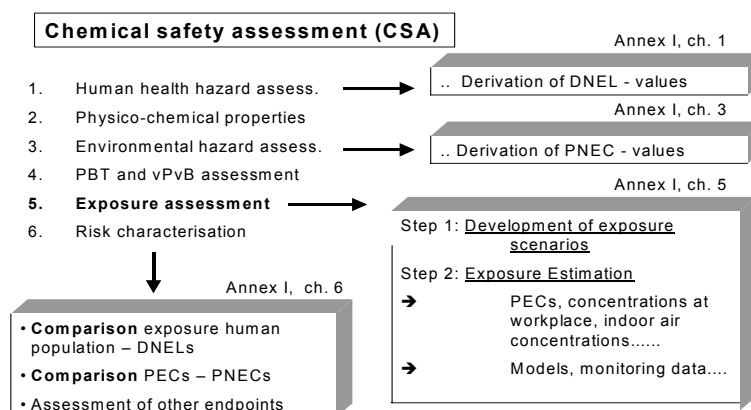 Chemical safety assessment (CSA)
Annex I, ch. 1
1. Human health hazard assess.
.. Derivation of DNEL - values
2. Physico-chemical properties
Annex I, ch. 3
3. Environmental hazard assess.
.. Derivation of PNEC - values
4. PBT and vPvB assessment
Annex I, ch. 5
5. Exposure assessment
6. Risk characterisation
Step 1: Development of exposure
scenarios
Step 2: Exposure Estimation
➔ PECs, concentrations at
workplace, indoor air
concentrations......
➔ Models, monitoring data....
Annex I, ch. 6
• Comparison exposure human
population – DNELs
• Comparison PECs – PNECs
• Assessment of other endpoints